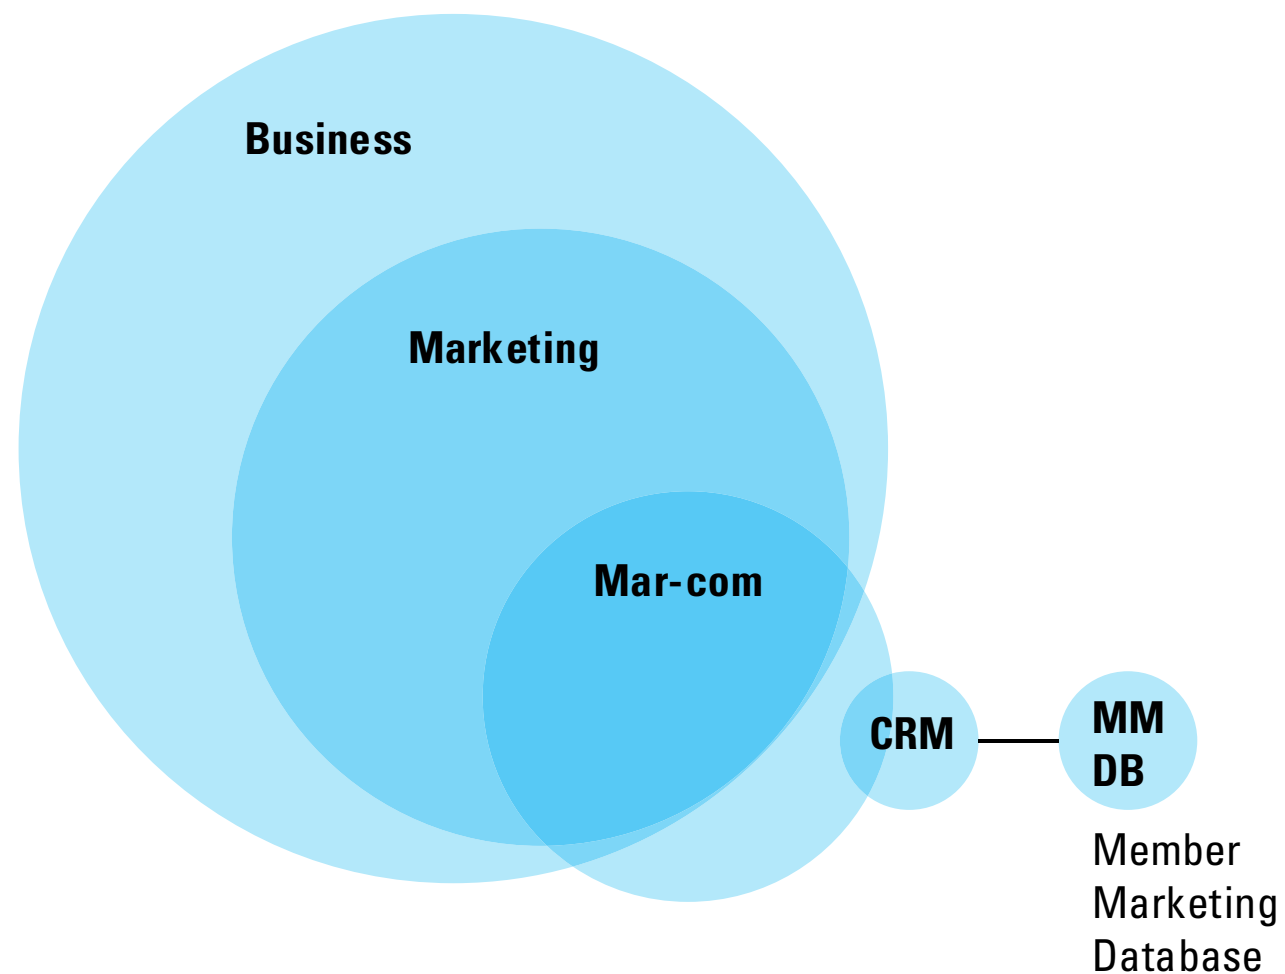 Business
Marketing
Mar-com
CRM
MM
DB
Member
Marketing
Database